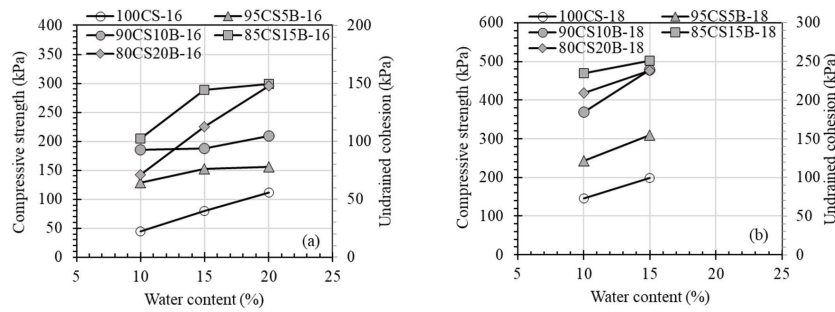 100CS-16 95CS5B-16
90CS10B-16 85CS15B-16
80CS20B-16
400
350
300
250
200
150
100
50
0
Compressive strength (kPa)
200
150
100
50
0
Undrained cohesion (kPa)
(a)
5 10 15 20 25
Water content (%)
100CS-18 95CS5B-18
90CS10B-18 85CS15B-18
80CS20B-18
600
500
400
300
200
100
0
Compressive strength (kPa)
300
250
200
150
100
50
0
Undrained cohesion (kPa)
(b)
5 10 15 20 25
Water content (%)